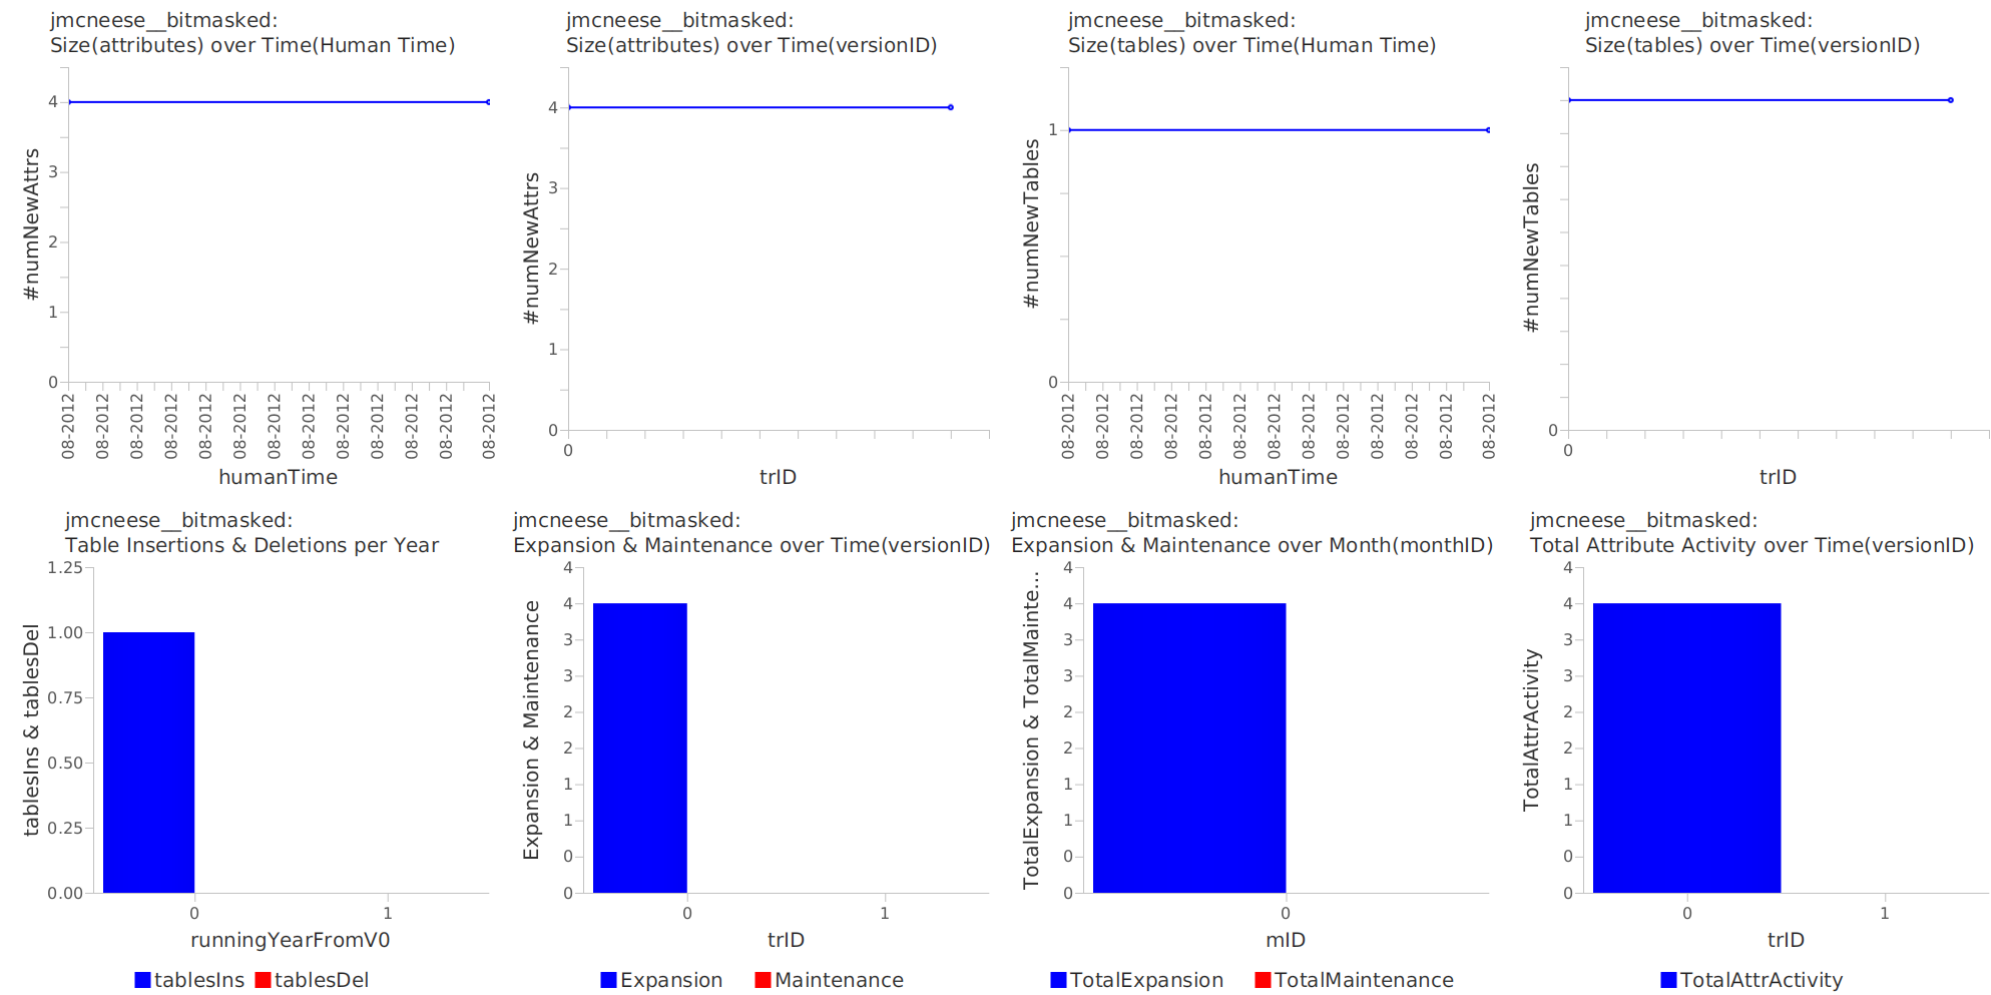 jmcneese__bitmasked:
Size(attributes) over Time(Human Time)
#numNewAttrs
4
3
2
1
0
08-2012 08-2012 08-2012 08-2012 08-2012 08-2012 08-2012 08-2012 08-2012 08-2012 08-2012 08-2012 08-2012
humanTime
jmcneese__bitmasked:
Size(attributes) over Time(versionID)
#numNewAttrs
4
3
2
1
0
0
trID
jmcneese__bitmasked:
Size(tables) over Time(Human Time)
#numNewTables
1
0
08-2012 08-2012 08-2012 08-2012 08-2012 08-2012 08-2012 08-2012 08-2012 08-2012 08-2012 08-2012 08-2012
humanTime
jmcneese__bitmasked:
Size(tables) over Time(versionID)
#numNewTables
0
0
trID
jmcneese__bitmasked:
Table Insertions & Deletions per Year
tablesIns & tablesDel
1.25
1.00
0.75
0.50
0.25
0.00
0 1
runningYearFromV0
tablesIns tablesDel
jmcneese__bitmasked:
Expansion & Maintenance over Time(versionID)
Expansion & Maintenance
4
4
3
3
2
2
1
1
0
0
0 1
trID
Expansion Maintenance
jmcneese__bitmasked:
Expansion & Maintenance over Month(monthID)
TotalExpansion & TotalMainte...
4
4
3
3
2
2
1
1
0
0
0
mID
TotalExpansion TotalMaintenance
jmcneese__bitmasked:
Total Attribute Activity over Time(versionID)
TotalAttrActivity
4
4
3
3
2
2
1
1
0
0
0 1
trID
TotalAttrActivity